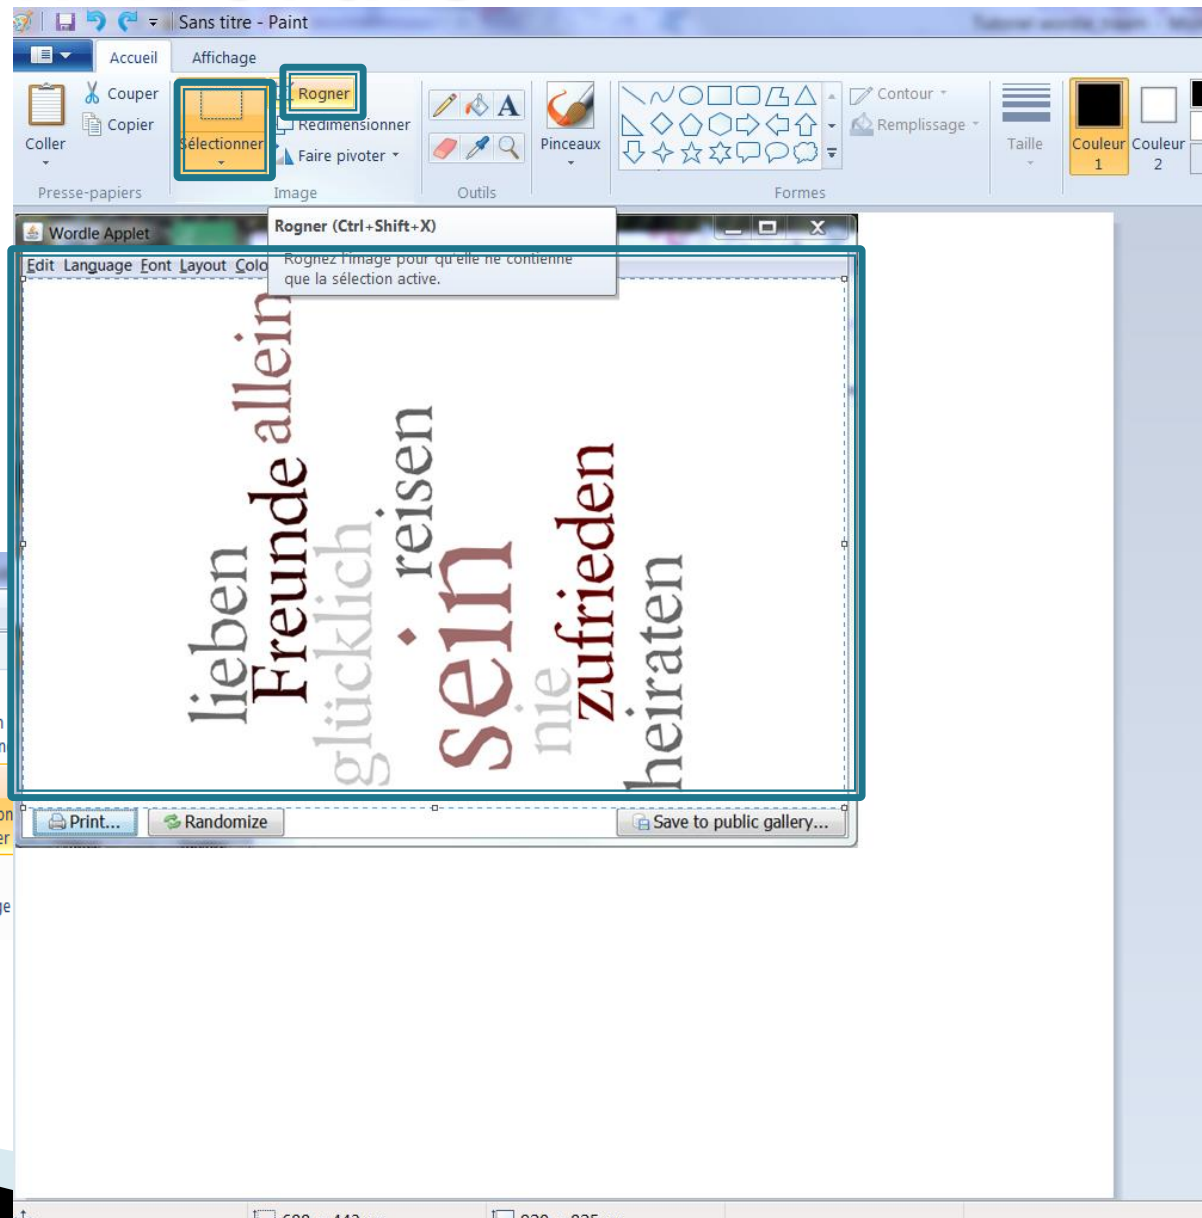 Sans titre - Paint
Accueil Affichage
Couper
Copier
Coller
Presse-papiers
Sélectionner
Rogner
Redimensionner
Faire pivoter
Image
A
Outils
Pinceaux
Formes
Contour
Remplissage
Taille
Couleur 1
Couleur 2
Rogner (Ctrl+Shift+X)
Rognez l'image pour qu'elle ne contienne
que la sélection active.
Wordle Applet
Edit Language Font Layout Colo
allein
Freunde
lieben
glücklich
reisen
sein
nie
zufrieden
heiraten
Print... Randomize Save to public gallery...